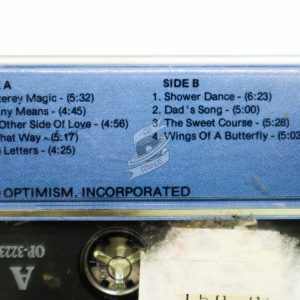 E A
terey Magic - (5:32)
any Means - (4:45)
Other Side Of Love - (4:56)
hat Way - (5:17)
Letters - (4:25)
SIDE B
1. Shower Dance - (6:23)
2. Dad's Song - (5:00)
3. The Sweet Course - (5:28)
4. Wings Of A Butterfly - (5:03
OPTIMISM, INCORPORATED
A
OP-3223